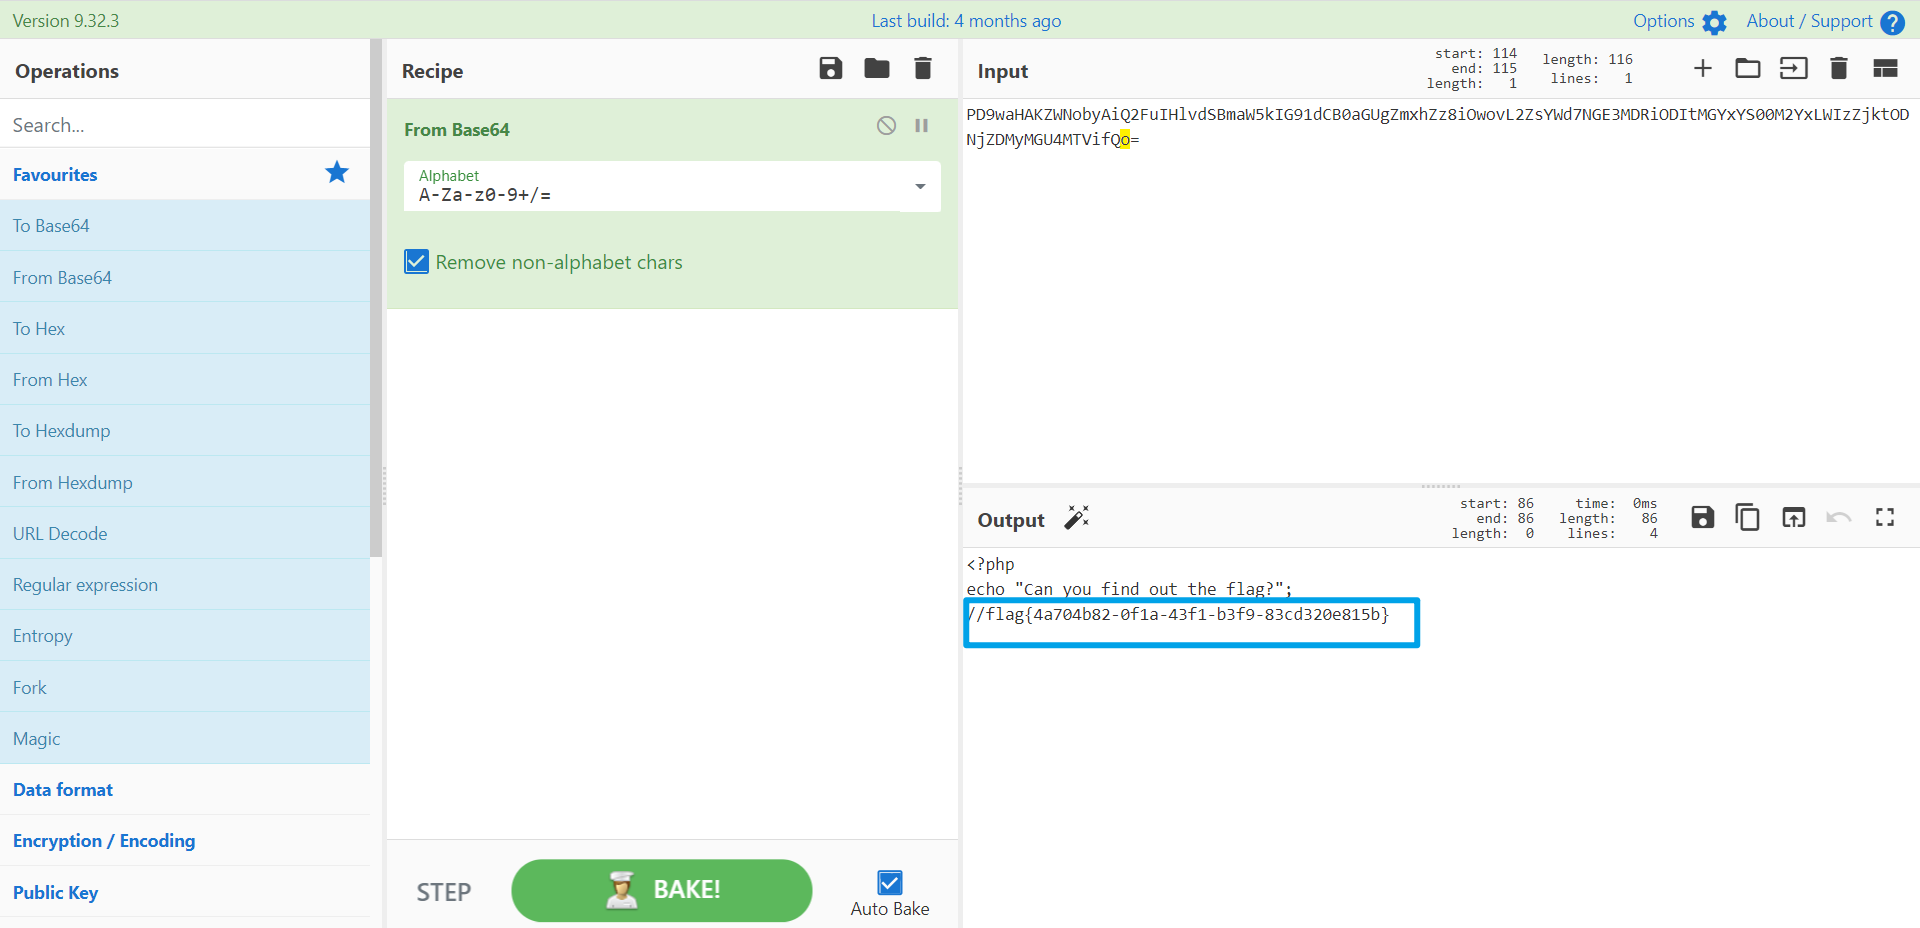 Version 9.32.3
Last build: 4 months ago
Options
About / Support
?
Operations
Search...
Favourites
To Base64
From Base64
To Hex
From Hex
To Hexdump
From Hexdump
URL Decode
Regular expression
Entropy
Fork
Magic
Data format
Encryption / Encoding
Public Key
Recipe
From Base64
Alphabet
A-Za-z0-9+/=
Remove non-alphabet chars
STEP
BAKE!
Auto Bake
Input
start: 114
end: 115
length: 1
length: 116
lines: 1
PD9waHAKZWNobyAiQ2FuIHlvdSBmaW5kIG91dCB0aGUgZmxhZz8iOwovL2ZsYWd7NGE3MDRiODItMGYxYS00M2YxLWIzZjktOD
NjZDMyMGU4MTVifQo=
Output
start: 86
end: 86
length: 0
time: 0ms
length: 86
lines: 4
<?php
echo "Can you find out the flag?";
//flag{4a704b82-0f1a-43f1-b3f9-83cd320e815b}